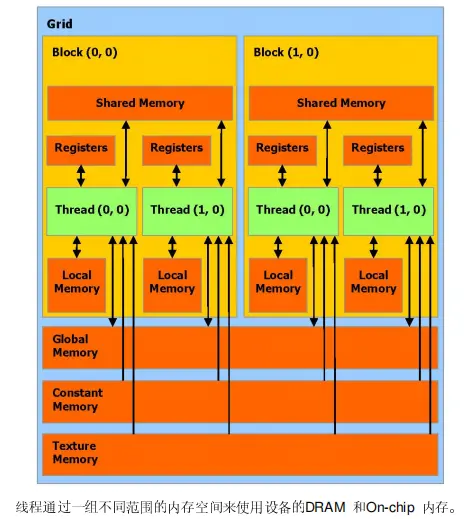 Grid
Block (0, 0)
Block (1, 0)
Shared Memory
Shared Memory
Registers
Registers
Registers
Registers
Thread (0, 0)
Thread (1, 0)
Thread (0, 0)
Thread (1, 0)
Local
Memory
Local
Memory
Local
Memory
Local
Memory
Global
Memory
Constant
Memory
Texture
Memory
线程通过一组不同范围的内存空间来使用设备的DRAM 和On-chip 内存。